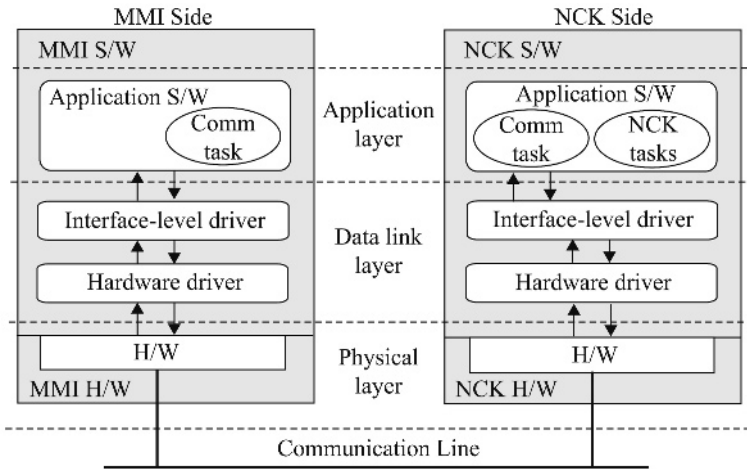 MMI Side
MMI S/W
Application S/W
Comm
task
Interface-level driver
Hardware driver
H/W
MMI H/W
Application
layer
Data link
layer
Physical
layer
NCK Side
NCK S/W
Application S/W
Comm
task
NCK
tasks
Interface-level driver
Hardware driver
H/W
NCK H/W
Communication Line